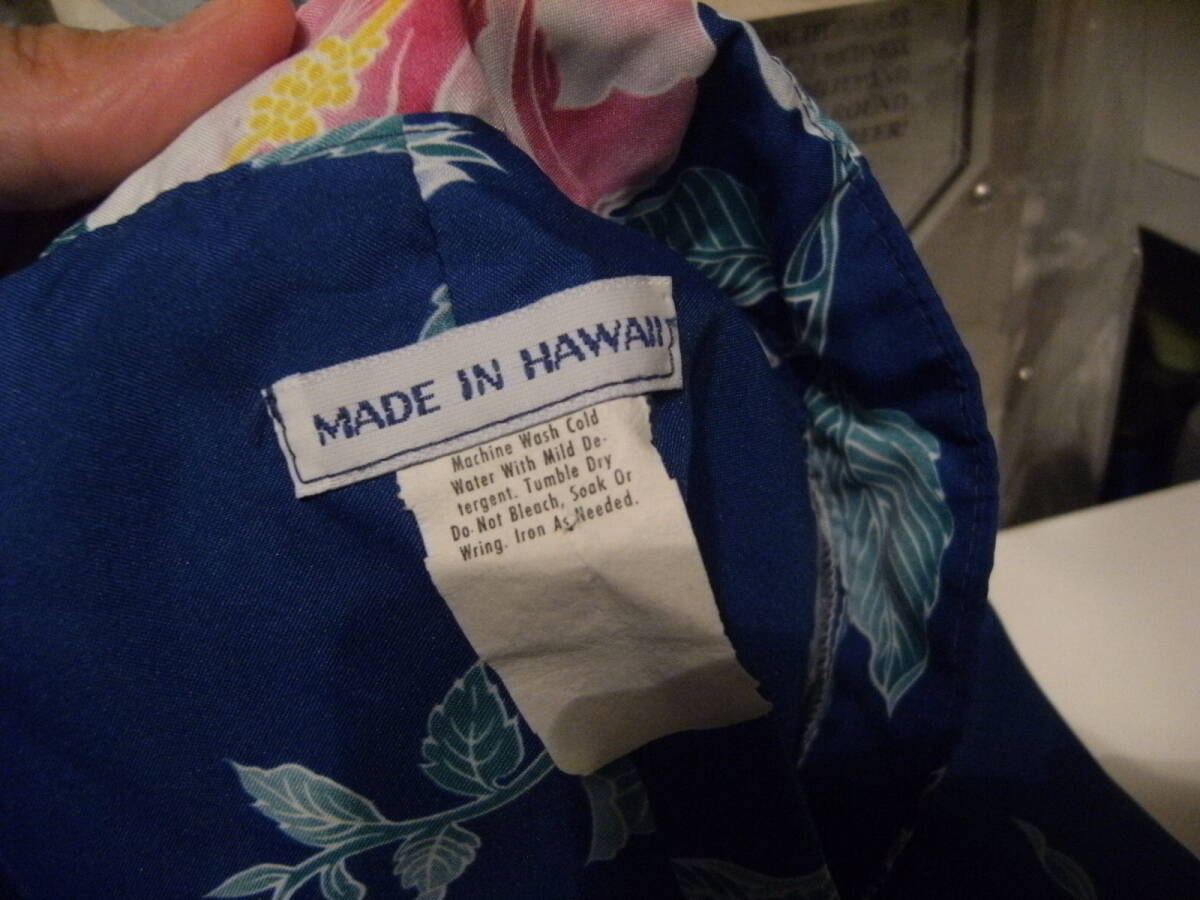 MADE IN HAWAII
Machine Wash Cold
Water With Mild De-
tergent. Tumble Dry
Do Not Bleach, Soak Or
Wring. Iron As Needed.
ROUND